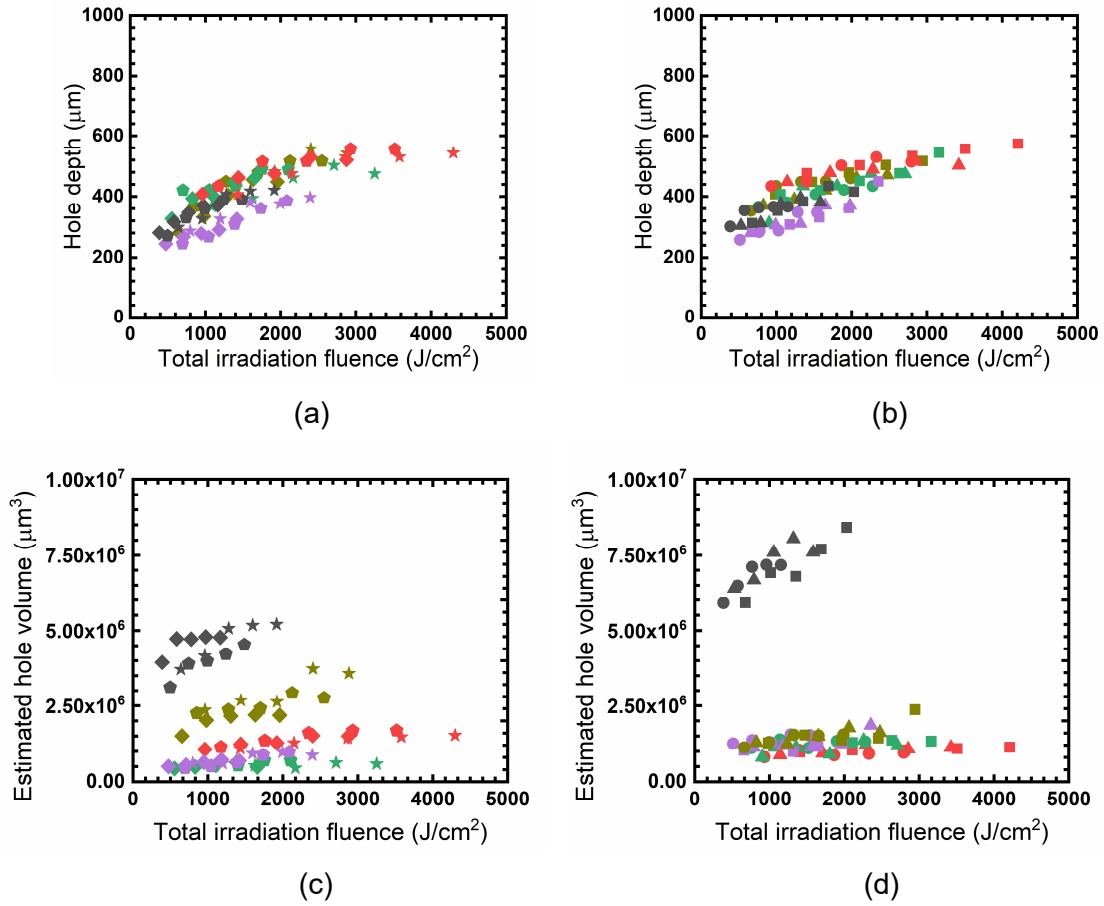 1000
800
600
400
200
0
Hole depth (μm)
0 1000 2000 3000 4000 5000
Total irradiation fluence (J/cm²)
(a)
1000
800
600
400
200
0
Hole depth (μm)
0 1000 2000 3000 4000 5000
Total irradiation fluence (J/cm²)
(b)
1.00x10⁷
7.50x10⁶
5.00x10⁶
2.50x10⁶
0.00
Estimated hole volume (μm³)
0 1000 2000 3000 4000 5000
Total irradiation fluence (J/cm²)
(c)
1.00x10⁷
7.50x10⁶
5.00x10⁶
2.50x10⁶
0.00
Estimated hole volume (μm³)
0 1000 2000 3000 4000 5000
Total irradiation fluence (J/cm²)
(d)